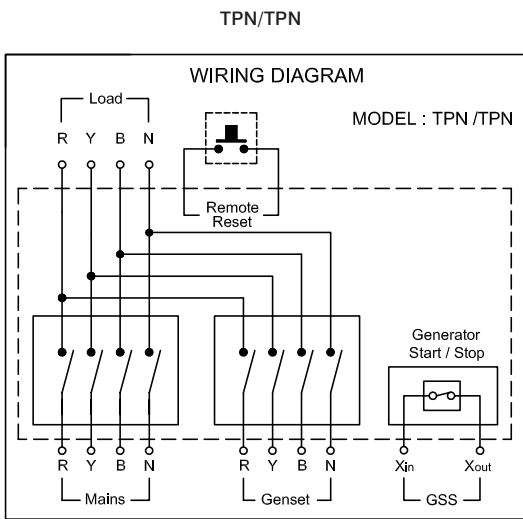 TPN/TPN
WIRING DIAGRAM
Load
MODEL : TPN /TPN
R Y B N
Remote
Reset
Generator
Start / Stop
R Y B N
R Y B N
Xin Xout
Mains
Genset
GSS